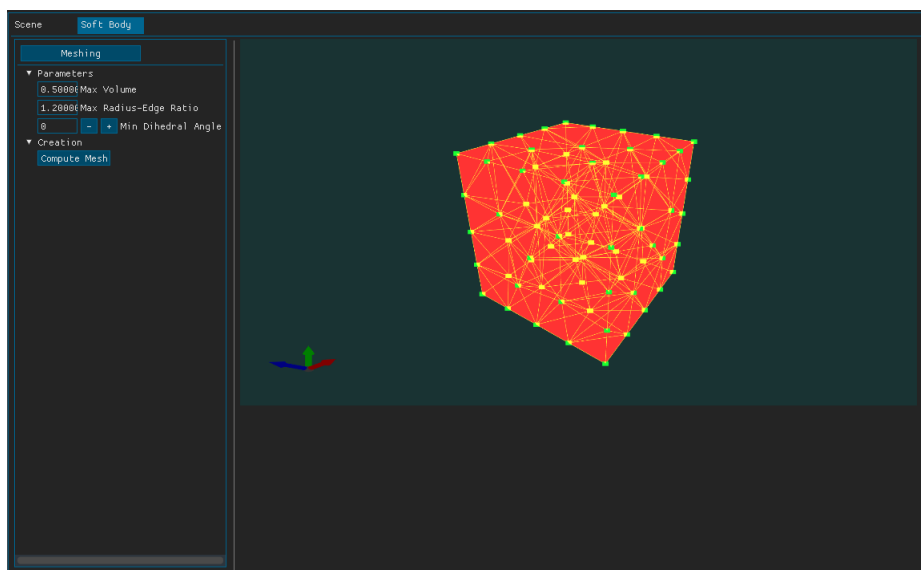 Scene Soft Body
Meshing
Parameters
0.50000 Max Volume
1.20000 Max Radius-Edge Ratio
0 - + Min Dihedral Angle
Creation
Compute Mesh